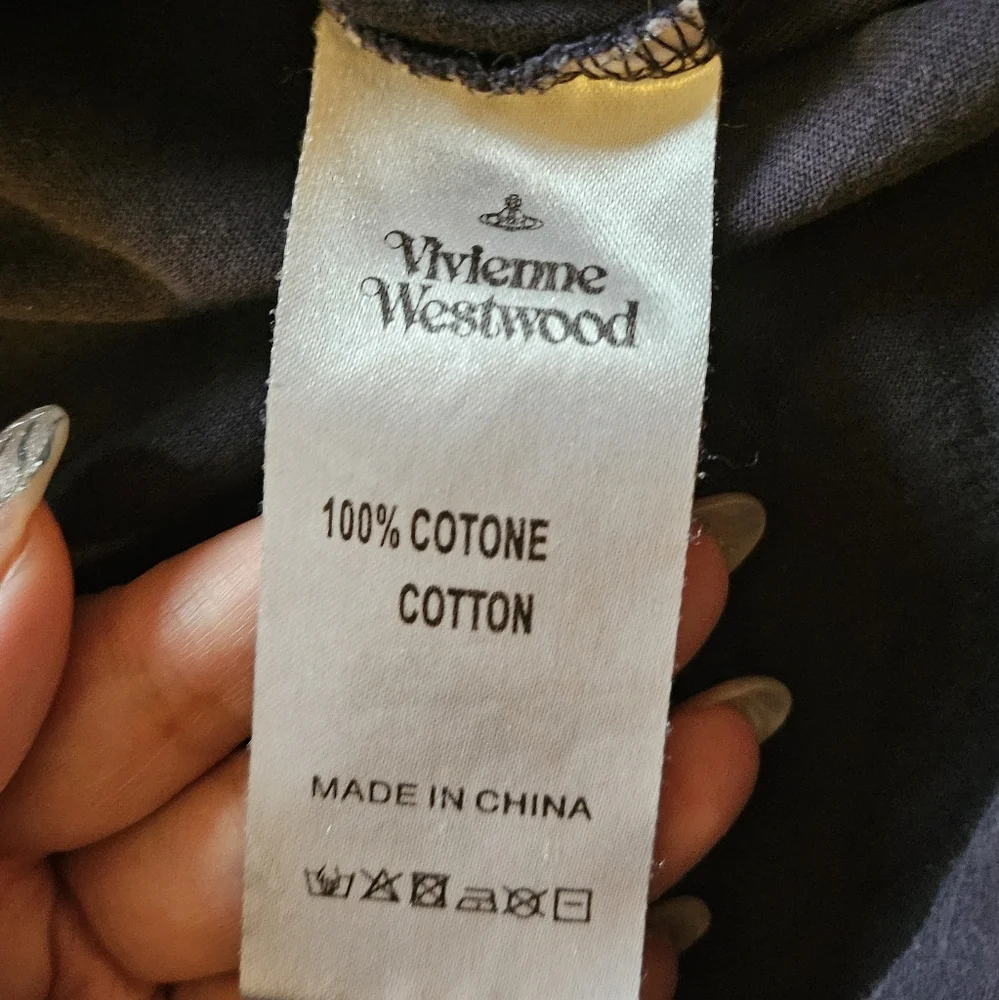 Vivienne
Westwood
100% COTONE
COTTON
MADE IN CHINA